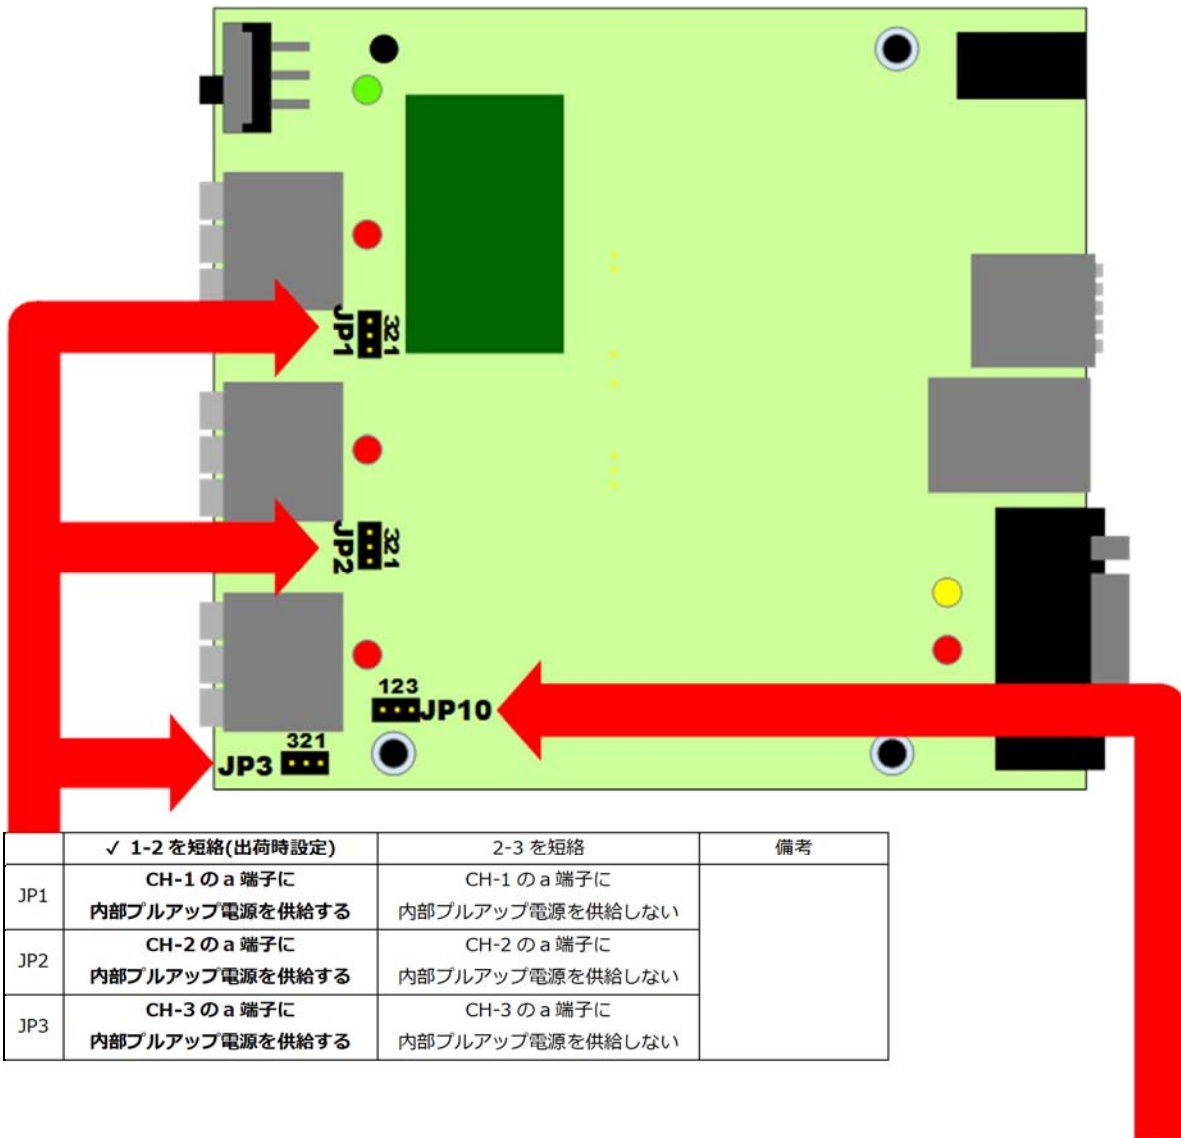 JP1
321
JP2
321
123
JP10
321
JP3
✓ 1-2 を短絡(出荷時設定)
2-3 を短絡
備考
JP1
CH-1 の a 端子に
内部プルアップ電源を供給する
CH-1 の a 端子に
内部プルアップ電源を供給しない
JP2
CH-2 の a 端子に
内部プルアップ電源を供給する
CH-2 の a 端子に
内部プルアップ電源を供給しない
JP3
CH-3 の a 端子に
内部プルアップ電源を供給する
CH-3 の a 端子に
内部プルアップ電源を供給しない